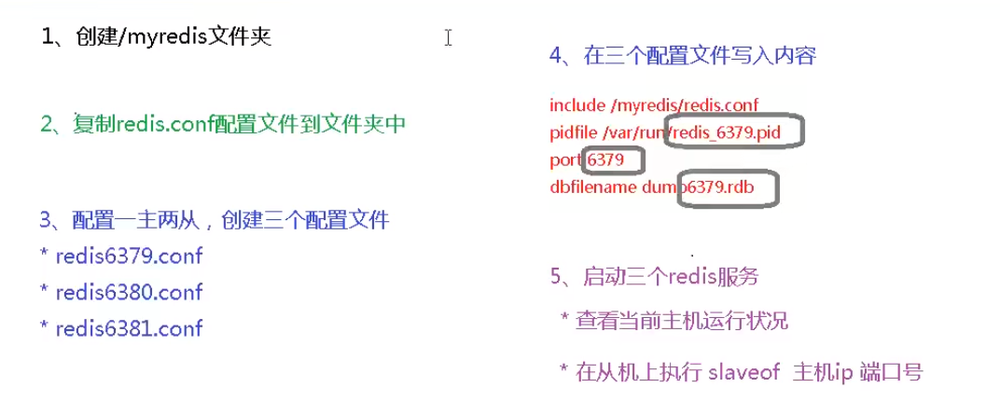 1、创建/myredis文件夹
2、复制redis.conf配置文件到文件夹中
3、配置一主两从，创建三个配置文件
* redis6379.conf
* redis6380.conf
* redis6381.conf
4、在三个配置文件写入内容
include /myredis/redis.conf
pidfile /var/run/redis_6379.pid
port 6379
dbfilename dump6379.rdb
5、启动三个redis服务
* 查看当前主机运行状况
* 在从机上执行 slaveof 主机ip 端口号